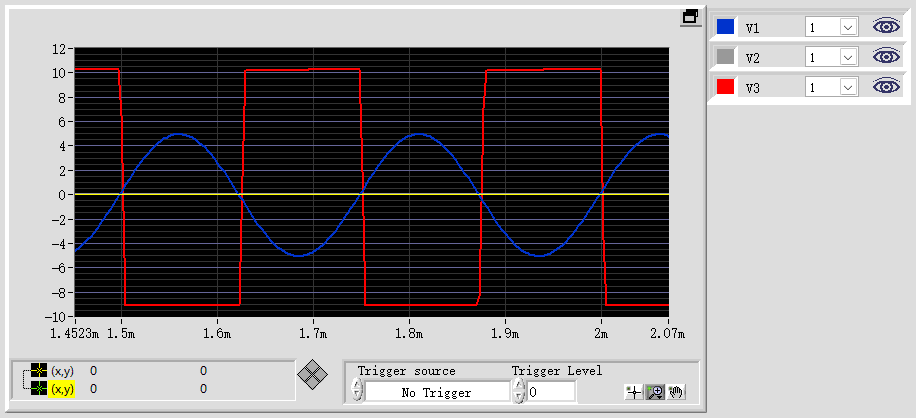 v1 1
v2 1
v3 1
12
10
8
6
4
2
0
-2
-4
-6
-8
-10
1.4523m 1.5m 1.6m 1.7m 1.8m 1.9m 2m 2.07m
(x,y) 0 0
(x,y) 0 0
Trigger source Trigger Level
No Trigger 0